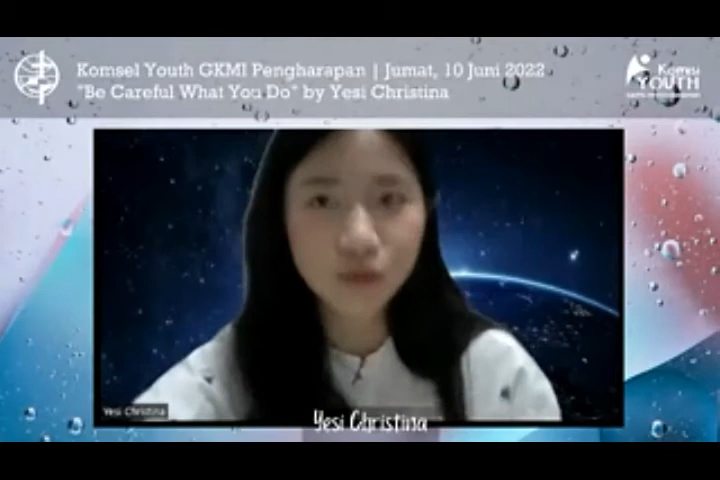 Komsel Youth GKMI Pengharapan | Jumat, 10 Juni 2022
"Be Careful What You Do" by Yesi Christina
YOUTH
Yesi Christina
Yesi Christina